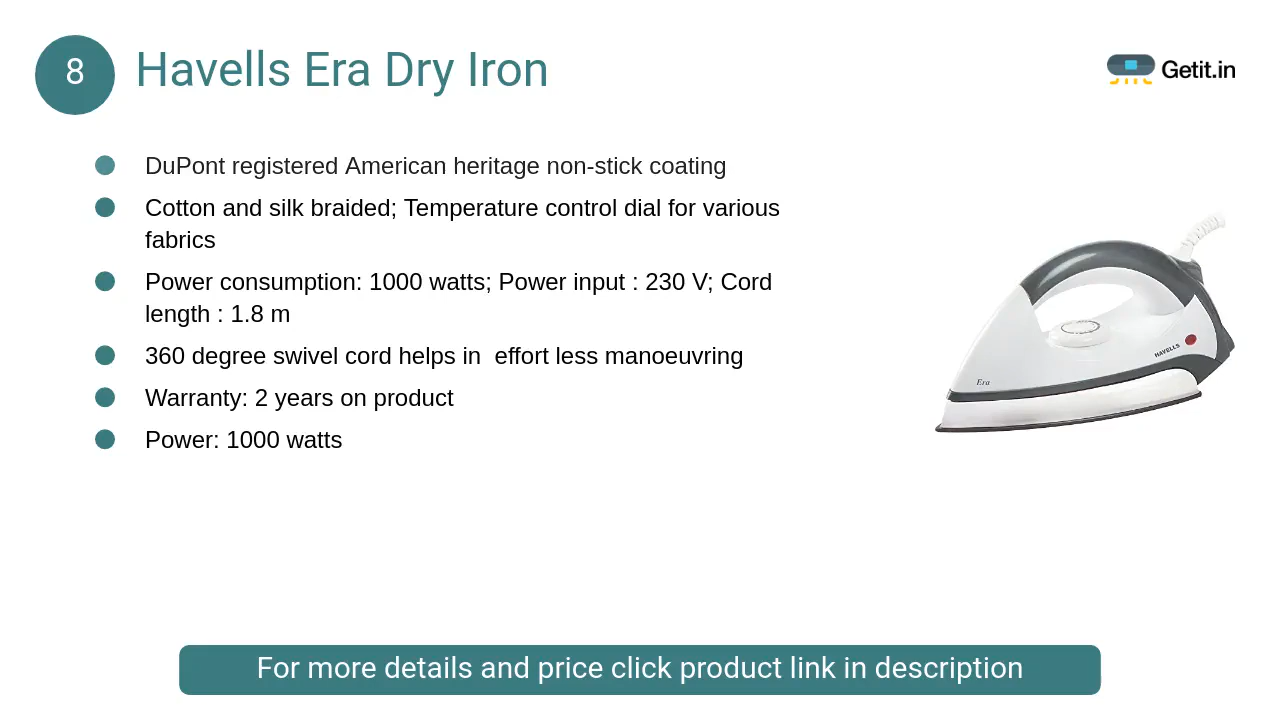 8
Havells Era Dry Iron
Getit.in
DuPont registered American heritage non-stick coating
Cotton and silk braided; Temperature control dial for various
fabrics
Power consumption: 1000 watts; Power input : 230 V; Cord
length : 1.8 m
360 degree swivel cord helps in  effort less manoeuvring
Warranty: 2 years on product
Power: 1000 watts
HAVELLS
Era
For more details and price click product link in description